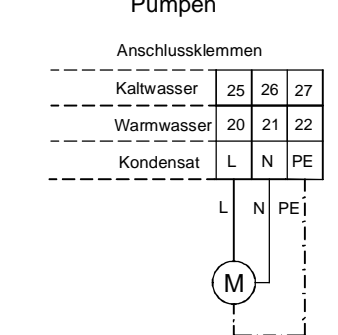 Pumpen
Anschlussklemmen
Kaltwasser 25 26 27
Warmwasser 20 21 22
Kondensat L N PE
L N PE
M